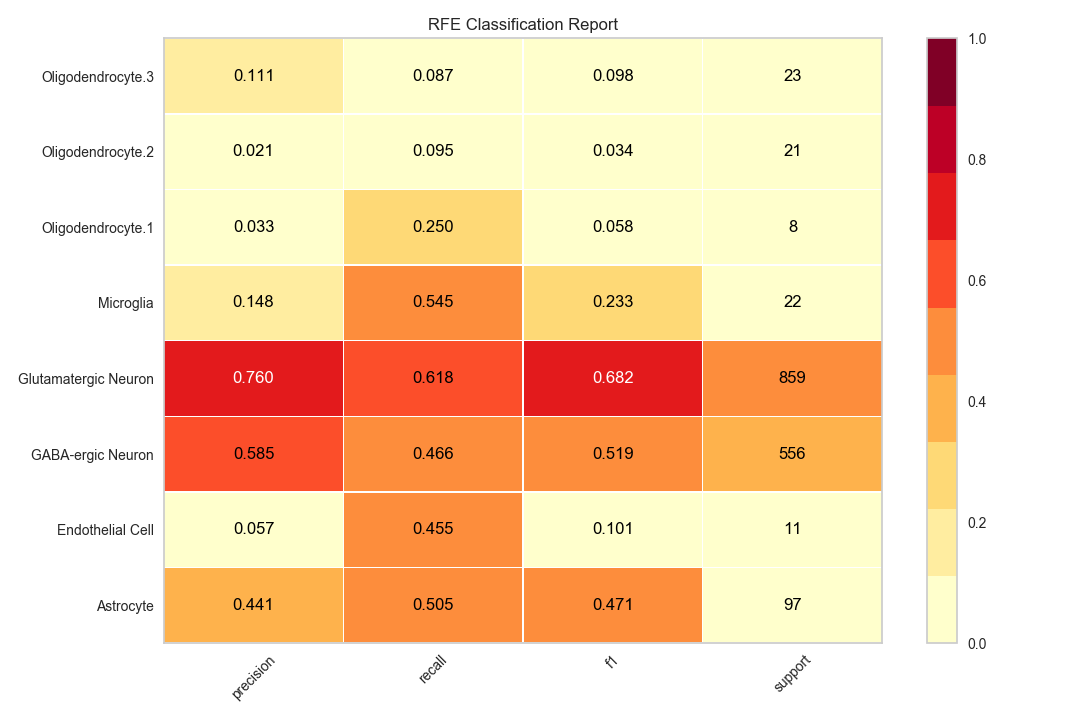 RFE Classification Report
Oligodendrocyte.3 0.111 0.087 0.098 23
Oligodendrocyte.2 0.021 0.095 0.034 21
Oligodendrocyte.1 0.033 0.250 0.058 8
Microglia 0.148 0.545 0.233 22
Glutamatergic Neuron 0.760 0.618 0.682 859
GABA-ergic Neuron 0.585 0.466 0.519 556
Endothelial Cell 0.057 0.455 0.101 11
Astrocyte 0.441 0.505 0.471 97
precision recall f1 support
1.0
0.8
0.6
0.4
0.2
0.0